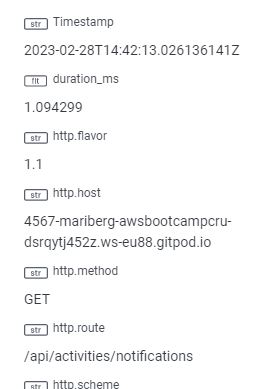 str Timestamp
2023-02-28T14:42:13.026136141Z
flt duration_ms
1.094299
str http.flavor
1.1
str http.host
4567-mariberg-awsbootcampcru-
dsrqytj452z.ws-eu88.gitpod.io
str http.method
GET
str http.route
/api/activities/notifications
str http.scheme